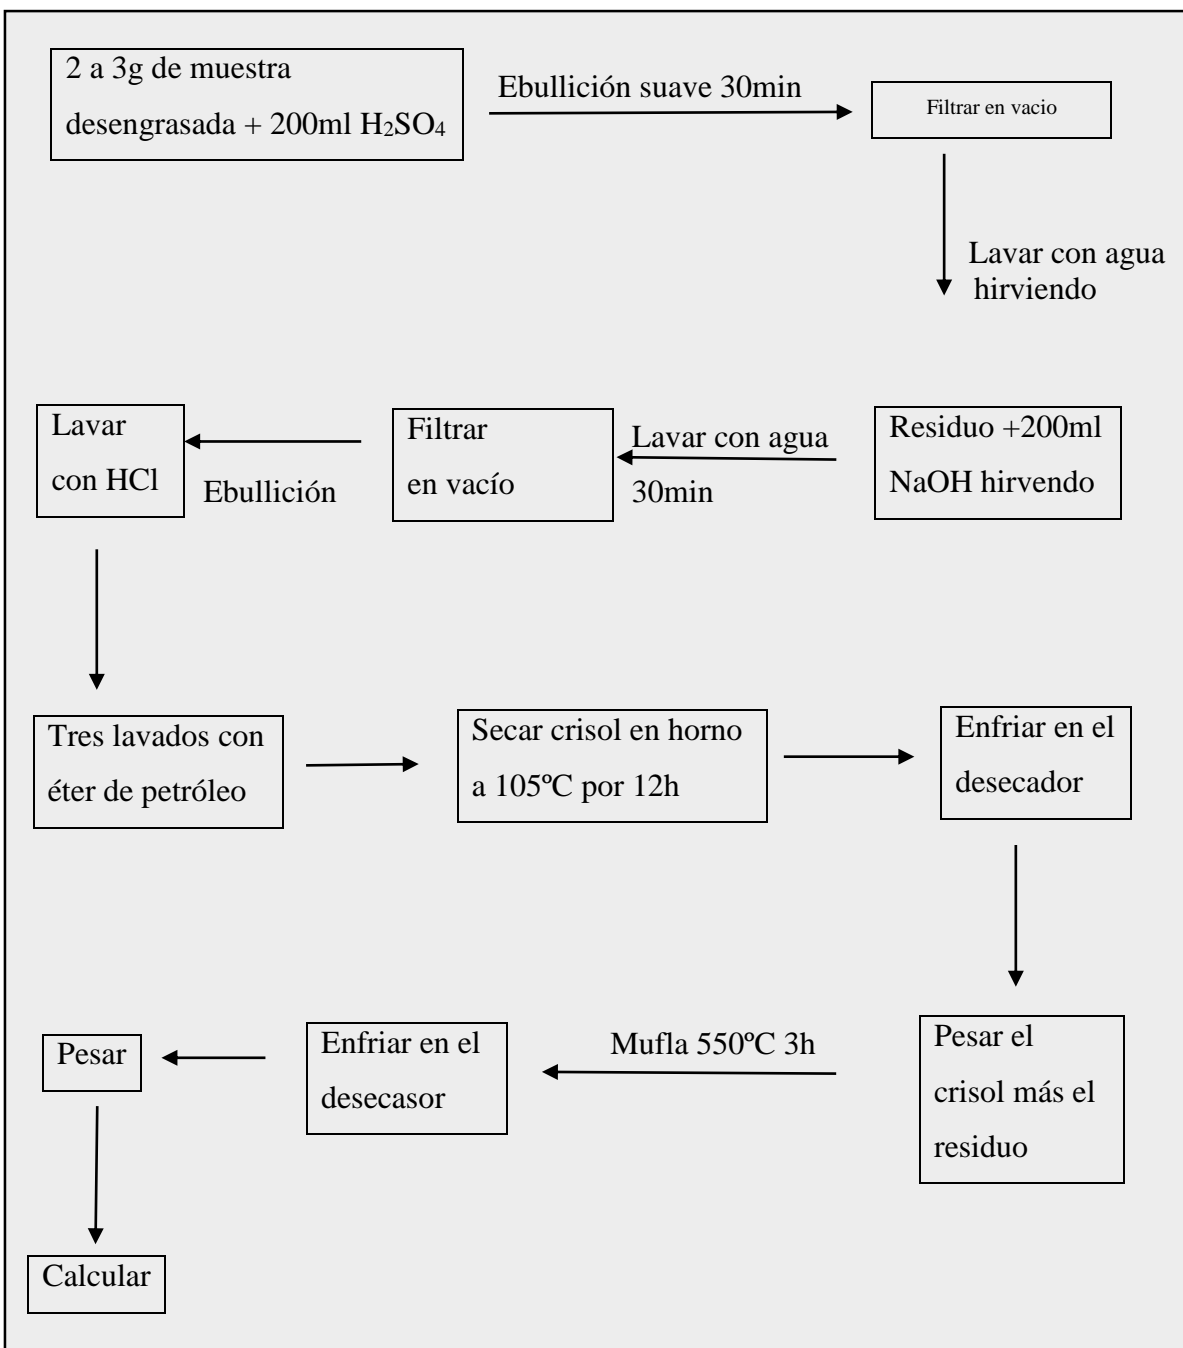 2 a 3g de muestra
desengrasada + 200ml H₂SO₄
Ebullición suave 30min
Filtrar en vacio
Lavar con agua
hirviendo
Residuo +200ml
NaOH hirvendo
Lavar con agua
30min
Filtrar
en vacío
Ebullición
Lavar
con HCl
Tres lavados con
éter de petróleo
Secar crisol en horno
a 105ºC por 12h
Enfriar en el
desecador
Pesar el
crisol más el
residuo
Mufla 550ºC 3h
Enfriar en el
desecasor
Pesar
Calcular